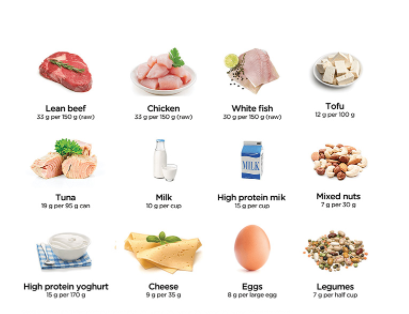 Lean beef
33 g per 150 g (raw)
Chicken
33 g per 150 g (raw)
White fish
30 g per 150 g (raw)
Tofu
12 g per 100 g
MILK
Tuna
19 g per 95 g can
Milk
10 g per cup
High protein mik
15 g per cup
Mixed nuts
7 g per 30 g
High protein yoghurt
15 g per 170 g
Cheese
9 g per 35 g
Eggs
8 g per large egg
Legumes
7 g per half cup